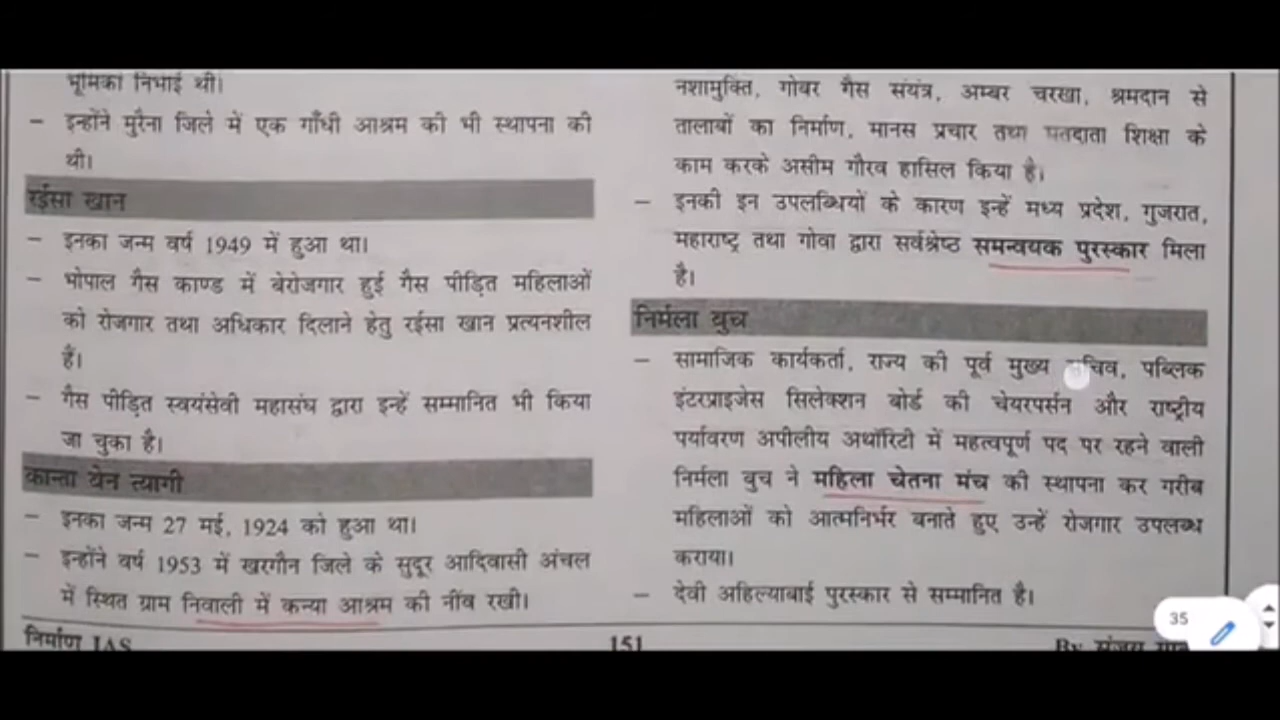 भूमिका निभाई थी।
– इन्होंने मुरैना जिले में एक गाँधी आश्रम की भी स्थापना की
थी।
रईसा खान
– इनका जन्म वर्ष 1949 में हुआ था।
– भोपाल गैस काण्ड में बेरोजगार हुई गैस पीड़ित महिलाओं
को रोजगार तथा अधिकार दिलाने हेतु रईसा खान प्रत्यनशील
हैं।
– गैस पीड़ित स्वयंसेवी महासंघ द्वारा इन्हें सम्मानित भी किया
जा चुका है।
कान्ता बेन त्यागी
– इनका जन्म 27 मई, 1924 को हुआ था।
– इन्होंने वर्ष 1953 में खरगौन जिले के सुदूर आदिवासी अंचल
में स्थित ग्राम निवाली में कन्या आश्रम की नींव रखी।
नशामुक्ति, गोबर गैस संयंत्र, अम्बर चरखा, श्रमदान से
तालाबों का निर्माण, मानस प्रचार तथा मतदाता शिक्षा के
काम करके असीम गौरव हासिल किया है।
– इनकी इन उपलब्धियों के कारण इन्हें मध्य प्रदेश, गुजरात,
महाराष्ट्र तथा गोवा द्वारा सर्वश्रेष्ठ समन्वयक पुरस्कार मिला
है।
निर्मला बुच
– सामाजिक कार्यकर्ता, राज्य की पूर्व मुख्य सचिव, पब्लिक
इंटरप्राइजेस सिलेक्शन बोर्ड की चेयरपर्सन और राष्ट्रीय
पर्यावरण अपीलीय अथॉरिटी में महत्वपूर्ण पद पर रहने वाली
निर्मला बुच ने महिला चेतना मंच की स्थापना कर गरीब
महिलाओं को आत्मनिर्भर बनाते हुए उन्हें रोजगार उपलब्ध
कराया।
– देवी अहिल्याबाई पुरस्कार से सम्मानित है।
35
निर्माण IAS 151 By संजय